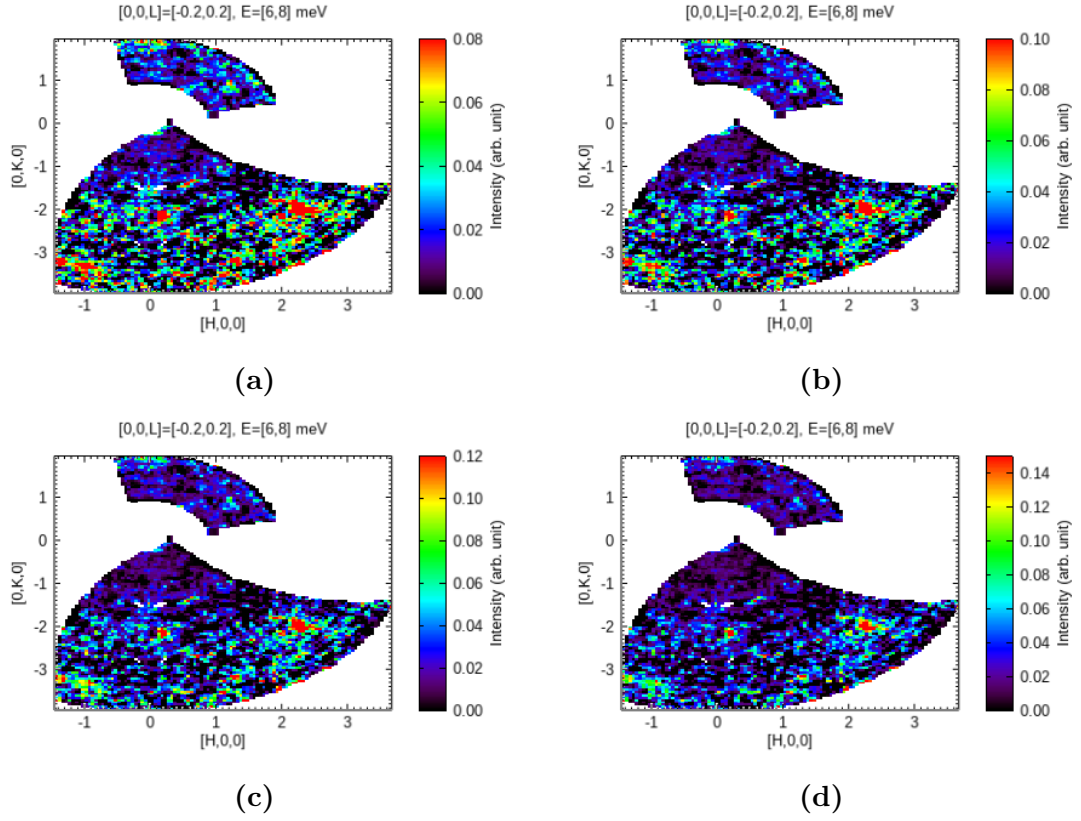 [0,0,L]=[-0.2,0.2], E=[6,8] meV
[0,K,0]
1
0
-1
-2
-3
-1 0 1 2 3
[H,0,0]
0.08
0.06
0.04
0.02
0.00
Intensity (arb. unit)
(a)
[0,0,L]=[-0.2,0.2], E=[6,8] meV
[0,K,0]
1
0
-1
-2
-3
-1 0 1 2 3
[H,0,0]
0.10
0.08
0.06
0.04
0.02
0.00
Intensity (arb. unit)
(b)
[0,0,L]=[-0.2,0.2], E=[6,8] meV
[0,K,0]
1
0
-1
-2
-3
-1 0 1 2 3
[H,0,0]
0.12
0.10
0.08
0.06
0.04
0.02
0.00
Intensity (arb. unit)
(c)
[0,0,L]=[-0.2,0.2], E=[6,8] meV
[0,K,0]
1
0
-1
-2
-3
-1 0 1 2 3
[H,0,0]
0.14
0.12
0.10
0.08
0.06
0.04
0.02
0.00
Intensity (arb. unit)
(d)